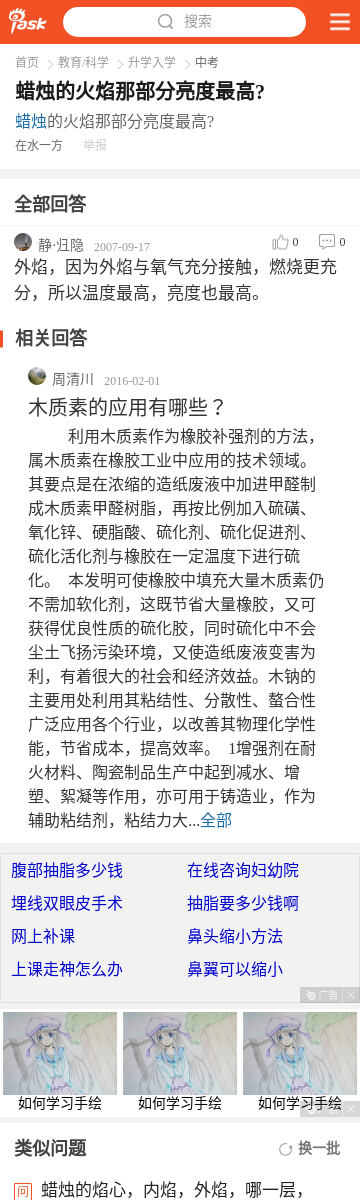 iask
搜索
首页 > 教育/科学 > 升学入学 > 中考
蜡烛的火焰那部分亮度最高?
蜡烛的火焰那部分亮度最高?
在水一方 举报
全部回答
静·归隐 2007-09-17 0 0
外焰，因为外焰与氧气充分接触，燃烧更充
分，所以温度最高，亮度也最高。
相关回答
周清川 2016-02-01
木质素的应用有哪些？
利用木质素作为橡胶补强剂的方法，
属木质素在橡胶工业中应用的技术领域。
其要点是在浓缩的造纸废液中加进甲醛制
成木质素甲醛树脂，再按比例加入硫磺、
氧化锌、硬脂酸、硫化剂、硫化促进剂、
硫化活化剂与橡胶在一定温度下进行硫
化。 本发明可使橡胶中填充大量木质素仍
不需加软化剂，这既节省大量橡胶，又可
获得优良性质的硫化胶，同时硫化中不会
尘土飞扬污染环境，又使造纸废液变害为
利，有着很大的社会和经济效益。木钠的
主要用处利用其粘结性、分散性、螯合性
广泛应用各个行业，以改善其物理化学性
能，节省成本，提高效率。 1增强剂在耐
火材料、陶瓷制品生产中起到减水、增
塑、絮凝等作用，亦可用于铸造业，作为
辅助粘结剂，粘结力大...全部
腹部抽脂多少钱 在线咨询妇幼院
埋线双眼皮手术 抽脂要多少钱啊
网上补课 鼻头缩小方法
上课走神怎么办 鼻翼可以缩小
广告
如何学习手绘 如何学习手绘 如何学习手绘
类似问题 换一批
问 蜡烛的焰心，内焰，外焰，哪一层，